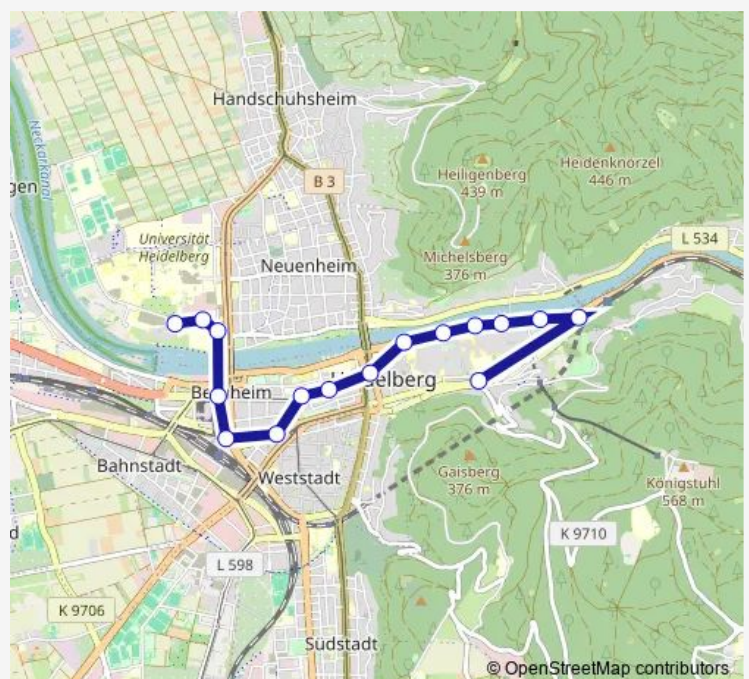 Handschuhsheim
Neckarkanal
B 3
Heiligenberg
439 m
Heidenknörzel
446 m
gen
Universität
Heidelberg
Neuenheim
Michelsberg
376 m
L 534
Bergheim
elberg
Bahnstadt
Weststadt
Gaisberg
376 m
Königstuhl
568 m
K 9710
d
L 598
K 9706
Südstadt
© OpenStreetMap contributors